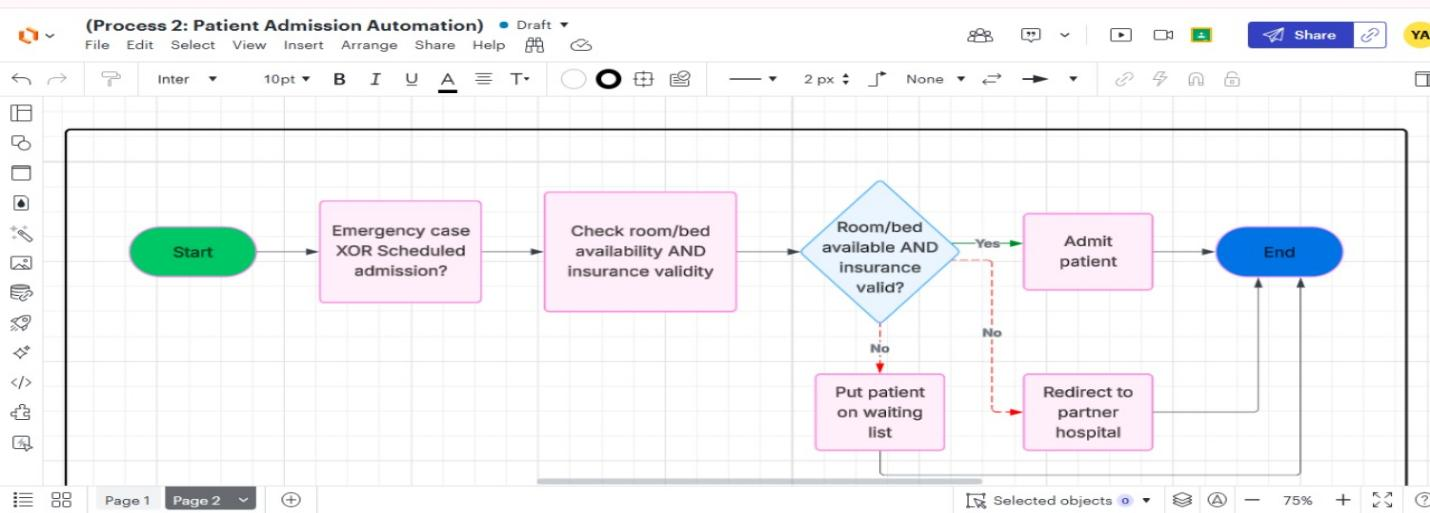 (Process 2: Patient Admission Automation)
Draft
File Edit Select View Insert Arrange Share Help
Share
YA
Inter
10pt
B I U A T
2 px
None
Start
Emergency case
XOR Scheduled
admission?
Check room/bed
availability AND
insurance validity
Room/bed
available AND
insurance
valid?
Yes
Admit
patient
End
No
No
Put patient
on waiting
list
Redirect to
partner
hospital
Page 1
Page 2
Selected objects 0
75%